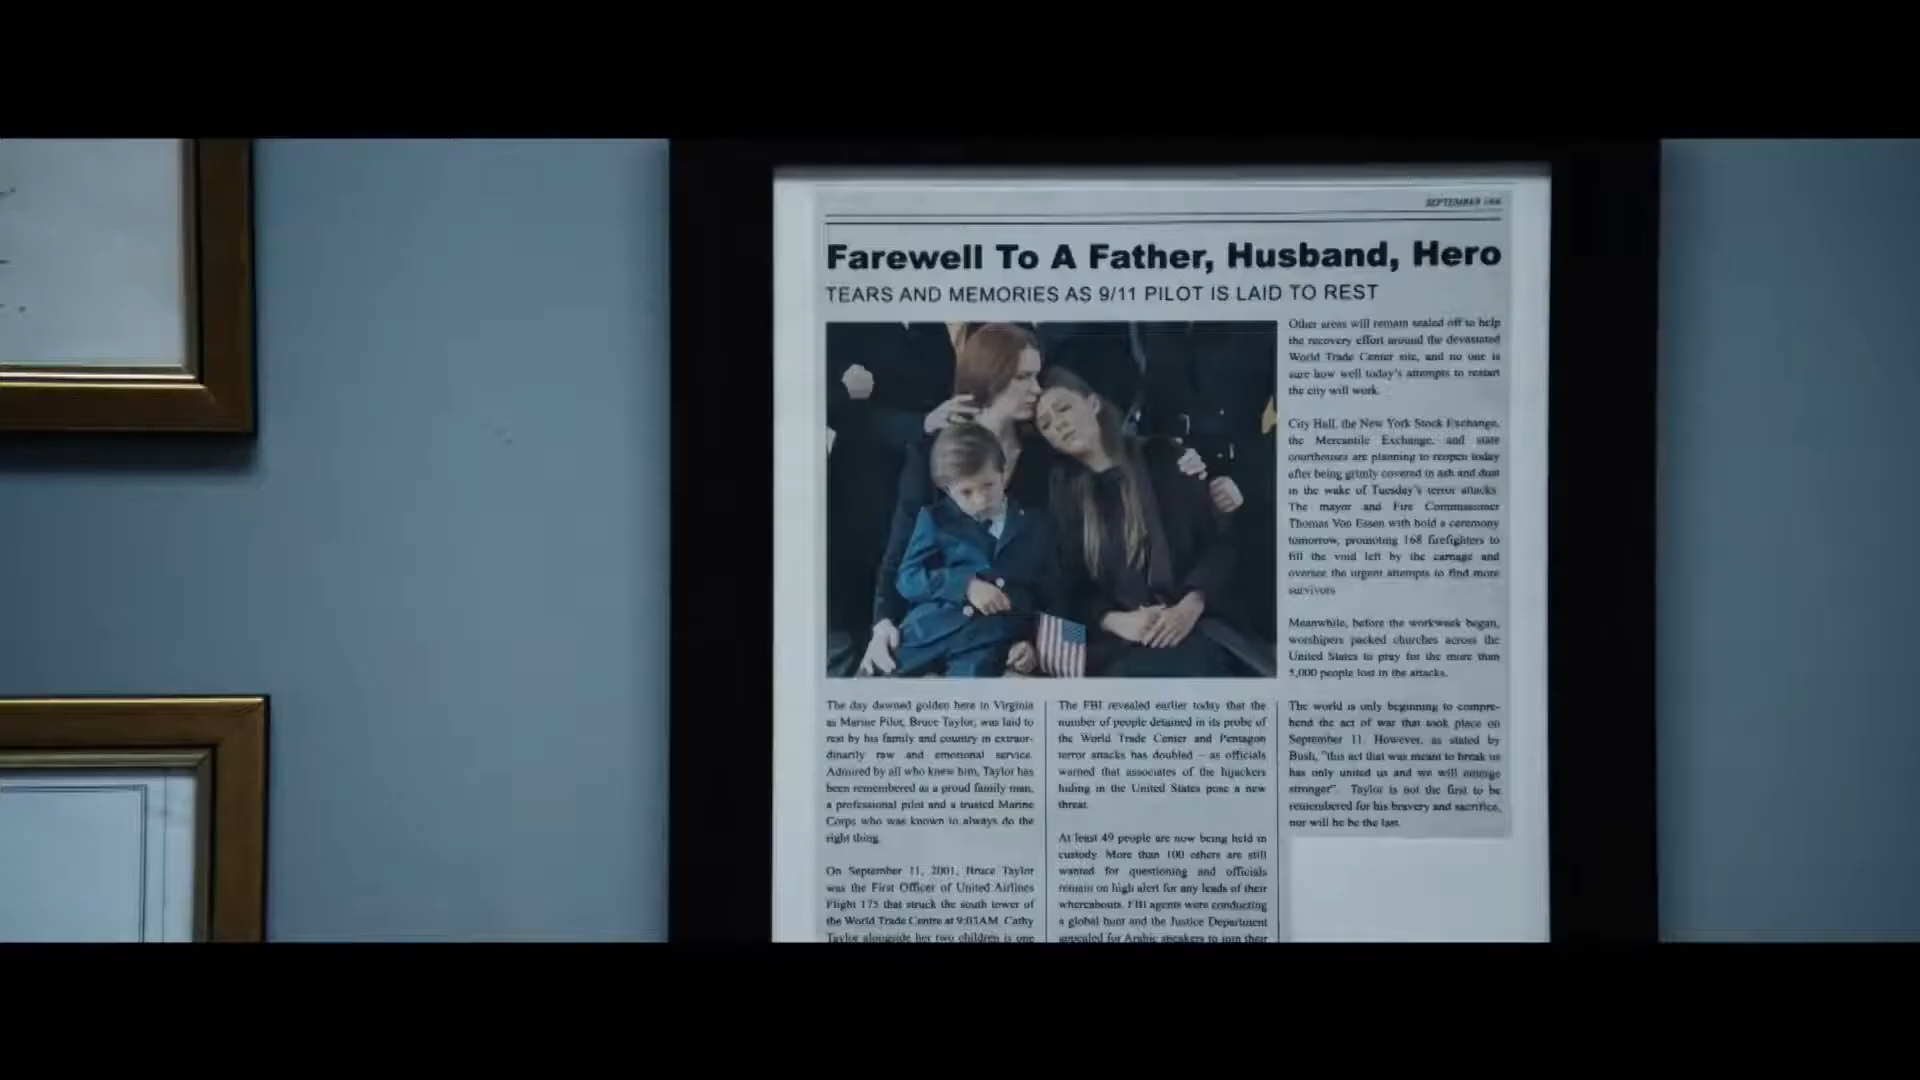 SEPTEMBER
Farewell To A Father, Husband, Hero
TEARS AND MEMORIES AS 9/11 PILOT IS LAID TO REST
The day dawned golden here in Virginia
as Marine Pilot, Bruce Taylor, was laid to
rest by his family and country in extraor-
dinarily raw and emotional service.
Admired by all who knew him, Taylor has
been remembered as a proud family man,
a professional pilot and a trusted Marine
Corps who was known to always do the
right thing.
On September 11, 2001, Bruce Taylor
was the First Officer of United Airlines
Flight 175 that struck the south tower of
the World Trade Centre at 9:03AM. Cathy
Taylor alongside her two children is one
The FBI revealed earlier today that the
number of people detained in its probe of
the World Trade Center and Pentagon
terror attacks has doubled – as officials
warned that associates of the hijackers
hiding in the United States pose a new
threat.
At least 49 people are now being held in
custody. More than 100 others are still
wanted for questioning and officials
remain on high alert for any leads of their
whereabouts. FBI agents were conducting
a global hunt and the Justice Department
appealed for Arabic speakers to join their
Other areas will remain sealed off to help
the recovery effort around the devastated
World Trade Center site, and no one is
sure how well today's attempts to restart
the city will work.
City Hall, the New York Stock Exchange,
the Mercantile Exchange, and state
courthouses are planning to reopen today
after being grimly covered in ash and dust
in the wake of Tuesday's terror attacks.
The mayor and Fire Commissioner
Thomas Von Essen with hold a ceremony
tomorrow, promoting 168 firefighters to
fill the void left by the carnage and
oversee the urgent attempts to find more
survivors
Meanwhile, before the workweek began,
worshipers packed churches across the
United States to pray for the more than
5,000 people lost in the attacks.
The world is only beginning to compre-
hend the act of war that took place on
September 11. However, as stated by
Bush, "this act that was meant to break us
has only united us and we will emerge
stronger". Taylor is not the first to be
remembered for his bravery and sacrifice,
nor will he be the last.